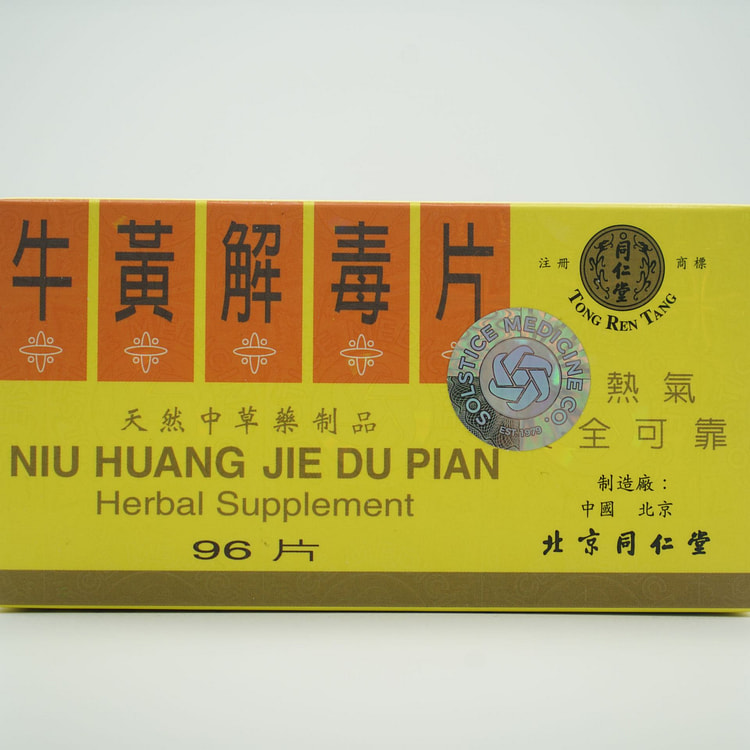 牛黃解毒片
天然中草藥制品
NIU HUANG JIE DU PIAN
Herbal Supplement
96 片
注冊 商標
同仁堂
TONG REN TANG
SOLSTICE MEDICINE CO.
EST. 1979
熱氣
全可靠
制造廠：
中國 北京
北京同仁堂